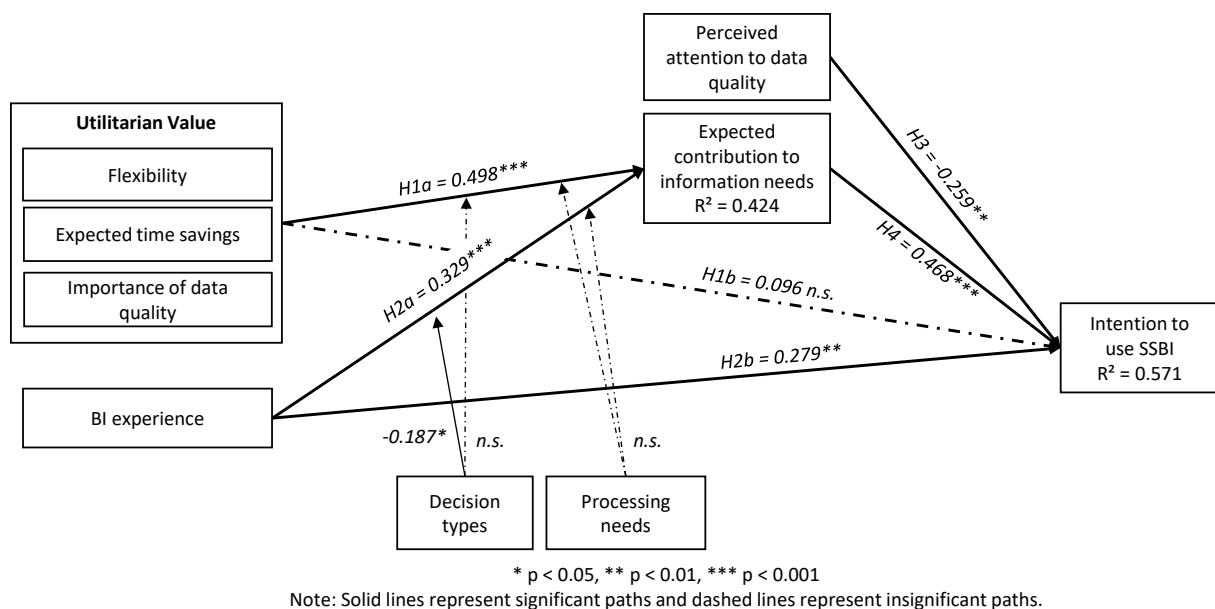 Perceived
attention to data
quality
Utilitarian Value
Flexibility
Expected time savings
Importance of data
quality
Expected
contribution to
information needs
R² = 0.424
H1a = 0.498***
H2a = 0.329***
H3 = -0.259**
H4 = 0.468***
H1b = 0.096 n.s.
H2b = 0.279**
Intention to
use SSBI
R² = 0.571
BI experience
-0.187*
n.s.
n.s.
Decision
types
Processing
needs
* p < 0.05, ** p < 0.01, *** p < 0.001
Note: Solid lines represent significant paths and dashed lines represent insignificant paths.